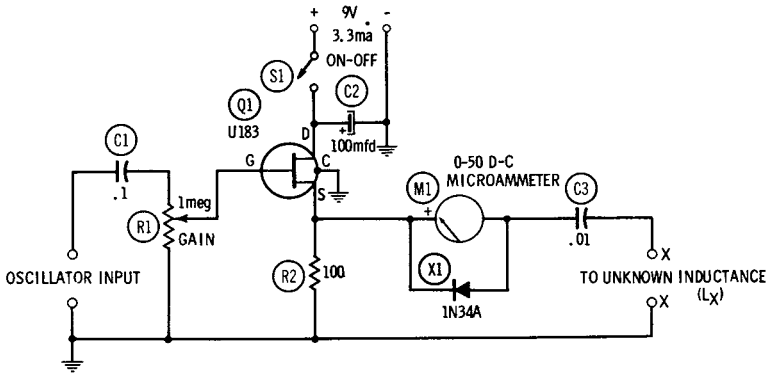 + 9V -
3.3ma
ON-OFF
S1
C2
Q1
U183
D
+
100mfd
C1
.1
G
C
S
0-50 D-C
MICROAMMETER
M1
+
C3
.01
1meg
R1
GAIN
R2
100
X1
1N34A
X
OSCILLATOR INPUT
TO UNKNOWN INDUCTANCE
(LX)
X